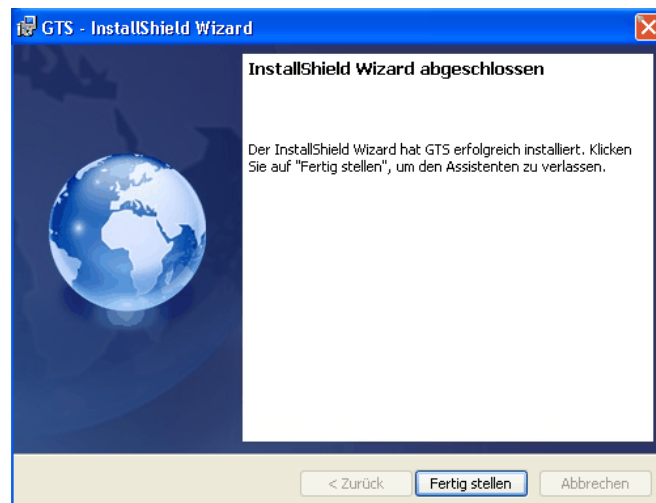 GTS - InstallShield Wizard
InstallShield Wizard abgeschlossen
Der InstallShield Wizard hat GTS erfolgreich installiert. Klicken
Sie auf "Fertig stellen", um den Assistenten zu verlassen.
< Zurück Fertig stellen Abbrechen